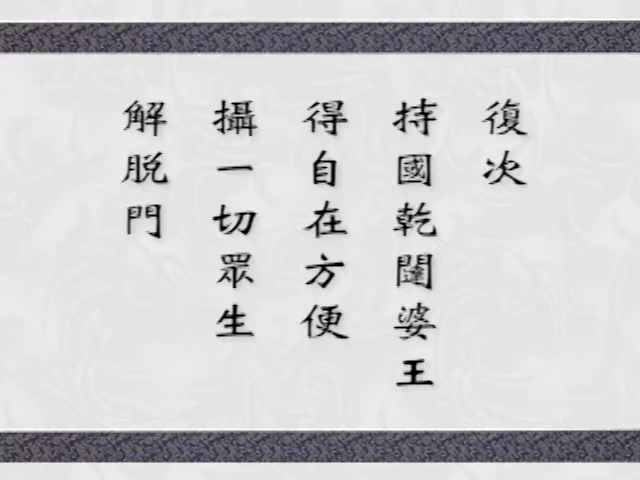 復次
持國乾闥婆王
得自在方便
攝一切眾生
解脫門